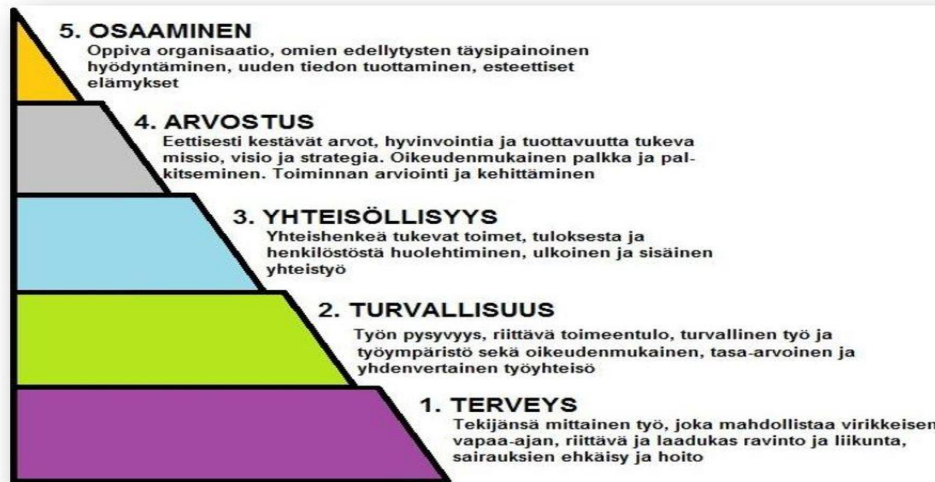 5. OSAAMINEN
Oppiva organisaatio, omien edellytysten täysipainoinen
hyödyntäminen, uuden tiedon tuottaminen, esteettiset
elämykset
4. ARVOSTUS
Eettisesti kestävät arvot, hyvinvointia ja tuottavuutta tukeva
missio, visio ja strategia. Oikeudenmukainen palkka ja pal-
kitseminen. Toiminnan arviointi ja kehittäminen
3. YHTEISÖLLISYYS
Yhteishenkeä tukevat toimet, tuloksesta ja
henkilöstöstä huolehtiminen, ulkoinen ja sisäinen
yhteistyö
2. TURVALLISUUS
Työn pysyvyys, riittävä toimeentulo, turvallinen työ ja
työympäristö sekä oikeudenmukainen, tasa-arvoinen ja
yhdenvertainen työyhteisö
1. TERVEYS
Tekijänsä mittainen työ, joka mahdollistaa virikkeisen
vapaa-ajan, riittävä ja laadukas ravinto ja liikunta,
sairauksien ehkäisy ja hoito